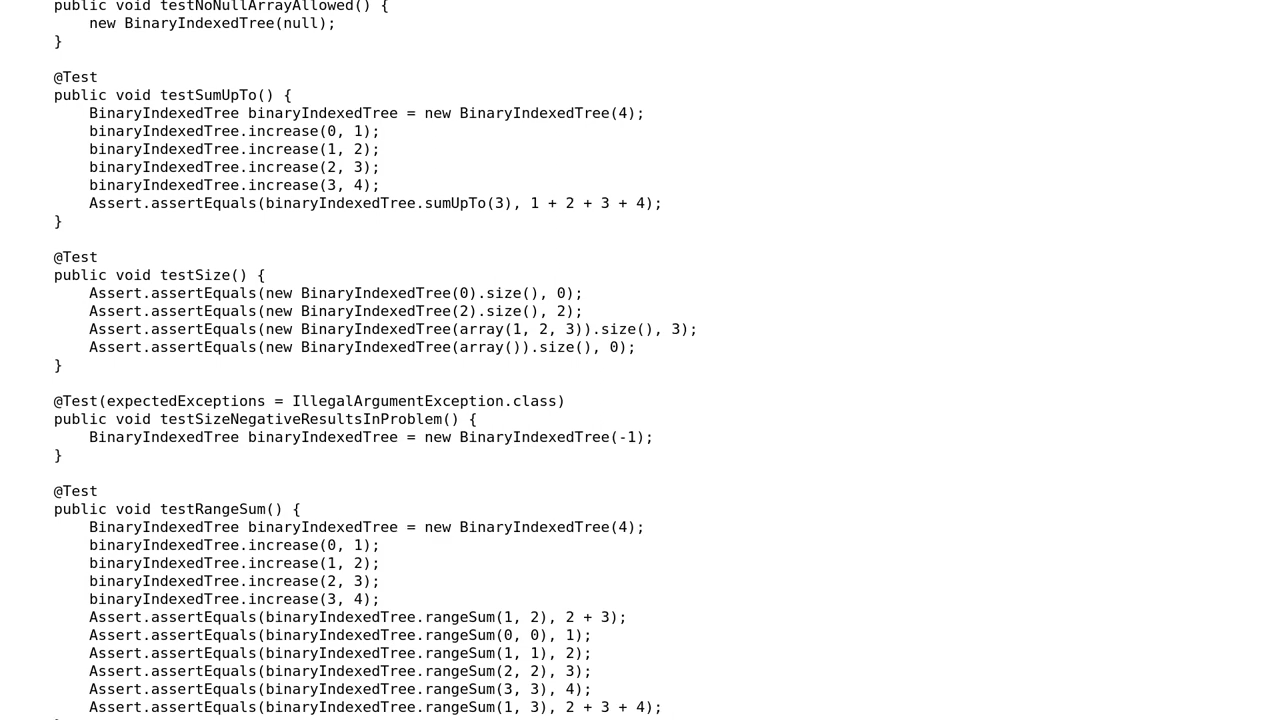 public void testNoNullArrayAllowed() {
    new BinaryIndexedTree(null);
}

@Test
public void testSumUpTo() {
    BinaryIndexedTree binaryIndexedTree = new BinaryIndexedTree(4);
    binaryIndexedTree.increase(0, 1);
    binaryIndexedTree.increase(1, 2);
    binaryIndexedTree.increase(2, 3);
    binaryIndexedTree.increase(3, 4);
    Assert.assertEquals(binaryIndexedTree.sumUpTo(3), 1 + 2 + 3 + 4);
}

@Test
public void testSize() {
    Assert.assertEquals(new BinaryIndexedTree(0).size(), 0);
    Assert.assertEquals(new BinaryIndexedTree(2).size(), 2);
    Assert.assertEquals(new BinaryIndexedTree(array(1, 2, 3)).size(), 3);
    Assert.assertEquals(new BinaryIndexedTree(array()).size(), 0);
}

@Test(expectedExceptions = IllegalArgumentException.class)
public void testSizeNegativeResultsInProblem() {
    BinaryIndexedTree binaryIndexedTree = new BinaryIndexedTree(-1);
}

@Test
public void testRangeSum() {
    BinaryIndexedTree binaryIndexedTree = new BinaryIndexedTree(4);
    binaryIndexedTree.increase(0, 1);
    binaryIndexedTree.increase(1, 2);
    binaryIndexedTree.increase(2, 3);
    binaryIndexedTree.increase(3, 4);
    Assert.assertEquals(binaryIndexedTree.rangeSum(1, 2), 2 + 3);
    Assert.assertEquals(binaryIndexedTree.rangeSum(0, 0), 1);
    Assert.assertEquals(binaryIndexedTree.rangeSum(1, 1), 2);
    Assert.assertEquals(binaryIndexedTree.rangeSum(2, 2), 3);
    Assert.assertEquals(binaryIndexedTree.rangeSum(3, 3), 4);
    Assert.assertEquals(binaryIndexedTree.rangeSum(1, 3), 2 + 3 + 4);